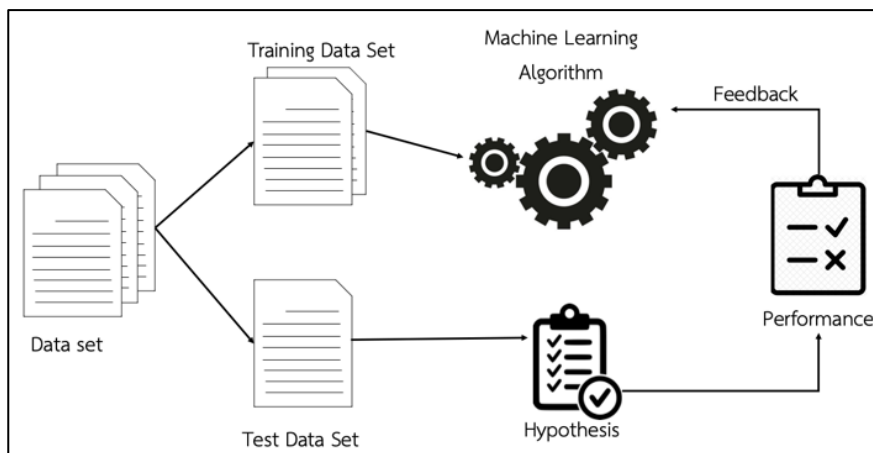 Training Data Set
Machine Learning
Algorithm
Feedback
Data set
Performance
Test Data Set
Hypothesis